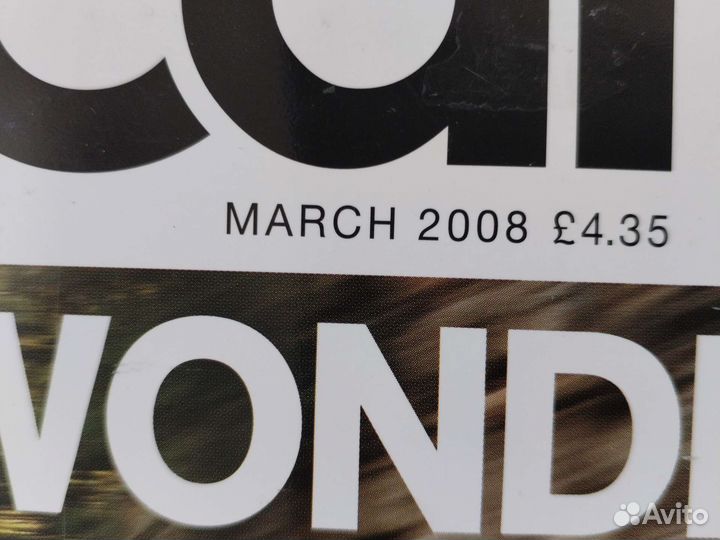 car
MARCH 2008 £4.35
WOND
Avito